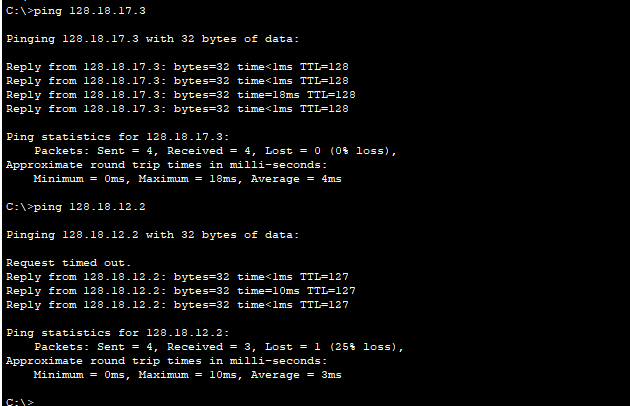 C:\>ping 128.18.17.3
Pinging 128.18.17.3 with 32 bytes of data:
Reply from 128.18.17.3: bytes=32 time<1ms TTL=128
Reply from 128.18.17.3: bytes=32 time<1ms TTL=128
Reply from 128.18.17.3: bytes=32 time=18ms TTL=128
Reply from 128.18.17.3: bytes=32 time<1ms TTL=128
Ping statistics for 128.18.17.3:
Packets: Sent = 4, Received = 4, Lost = 0 (0% loss),
Approximate round trip times in milli-seconds:
Minimum = 0ms, Maximum = 18ms, Average = 4ms
C:\>ping 128.18.12.2
Pinging 128.18.12.2 with 32 bytes of data:
Request timed out.
Reply from 128.18.12.2: bytes=32 time<1ms TTL=127
Reply from 128.18.12.2: bytes=32 time=10ms TTL=127
Reply from 128.18.12.2: bytes=32 time<1ms TTL=127
Ping statistics for 128.18.12.2:
Packets: Sent = 4, Received = 3, Lost = 1 (25% loss),
Approximate round trip times in milli-seconds:
Minimum = 0ms, Maximum = 10ms, Average = 3ms
C:\>